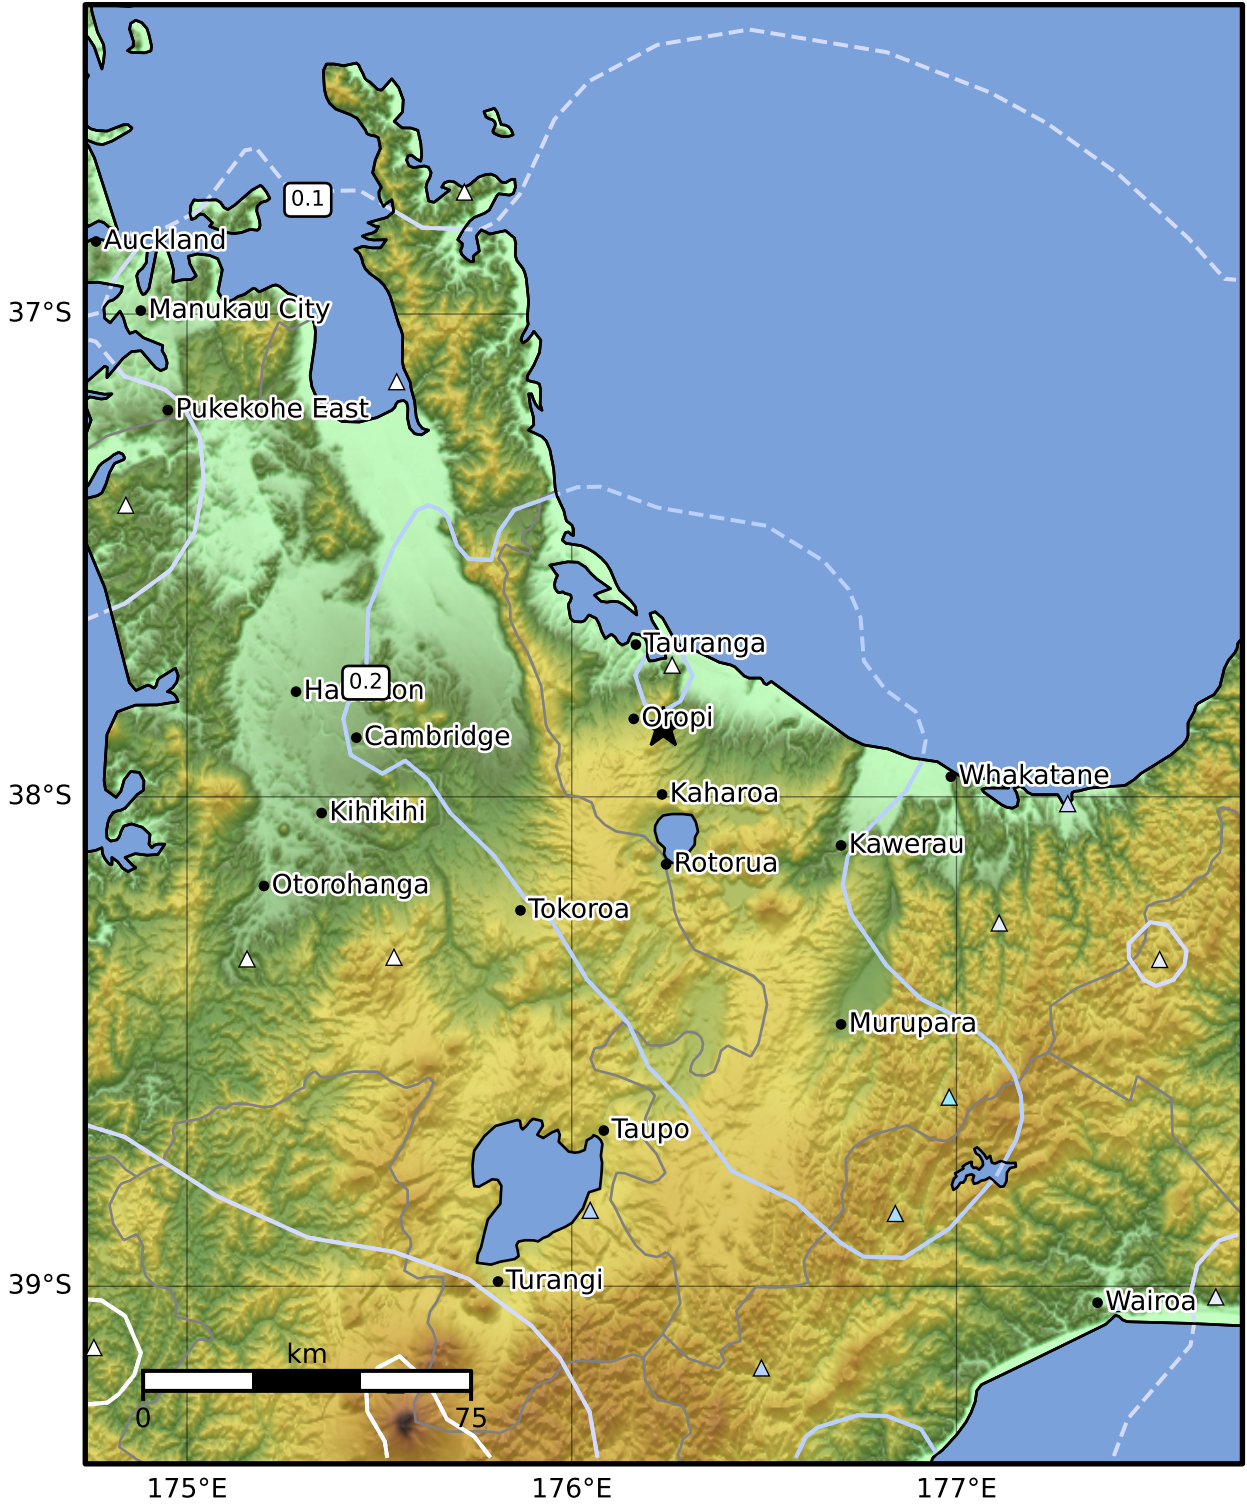 0.1
Auckland
Manukau City
37°S
Pukekohe East
Tauranga
0.2
Oropi
Cambridge
Whakatane
38°S
Kaharoa
Kihikihi
Kawerau
Rotorua
Otorohanga
Tokoroa
Murupara
Taupo
39°S
Turangi
Wairoa
km
0
75
175°E
176°E
177°E